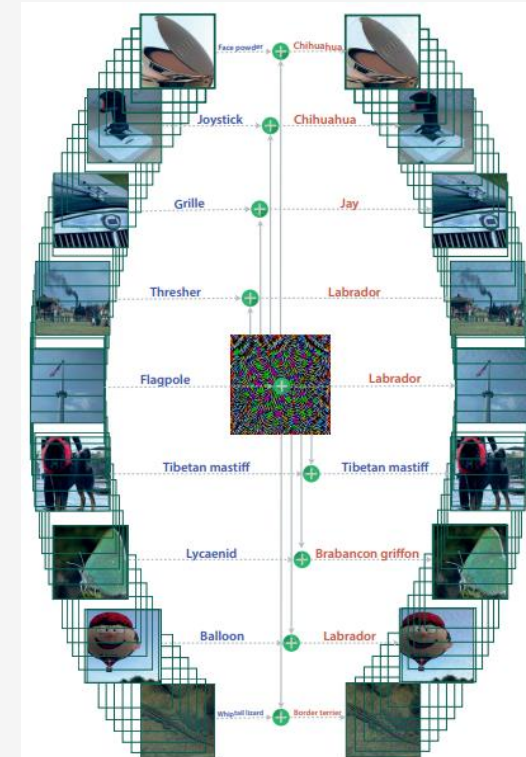 Face powder Chihuahua
Joystick Chihuahua
Grille Jay
Thresher Labrador
Flagpole Labrador
Tibetan mastiff Tibetan mastiff
Lycaenid Brabancon griffon
Balloon Labrador
Whiptail lizard Border terrier